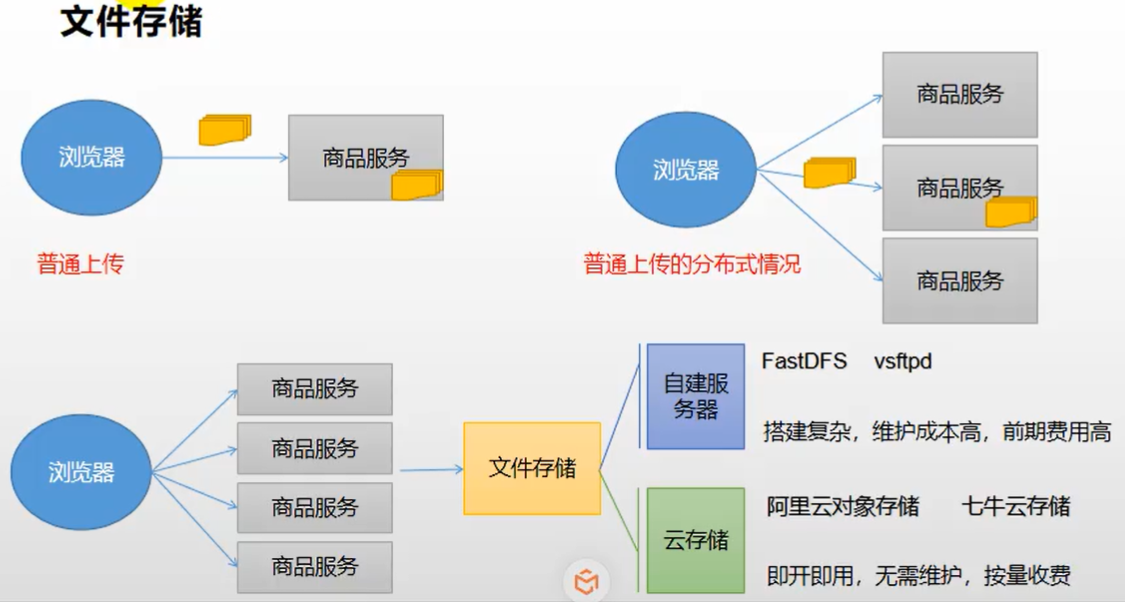 文件存储
浏览器
商品服务
普通上传
浏览器
商品服务
商品服务
商品服务
普通上传的分布式情况
浏览器
商品服务
商品服务
商品服务
商品服务
文件存储
自建服
务器
FastDFS vsftpd
搭建复杂，维护成本高，前期费用高
云存储
阿里云对象存储 七牛云存储
即开即用，无需维护，按量收费